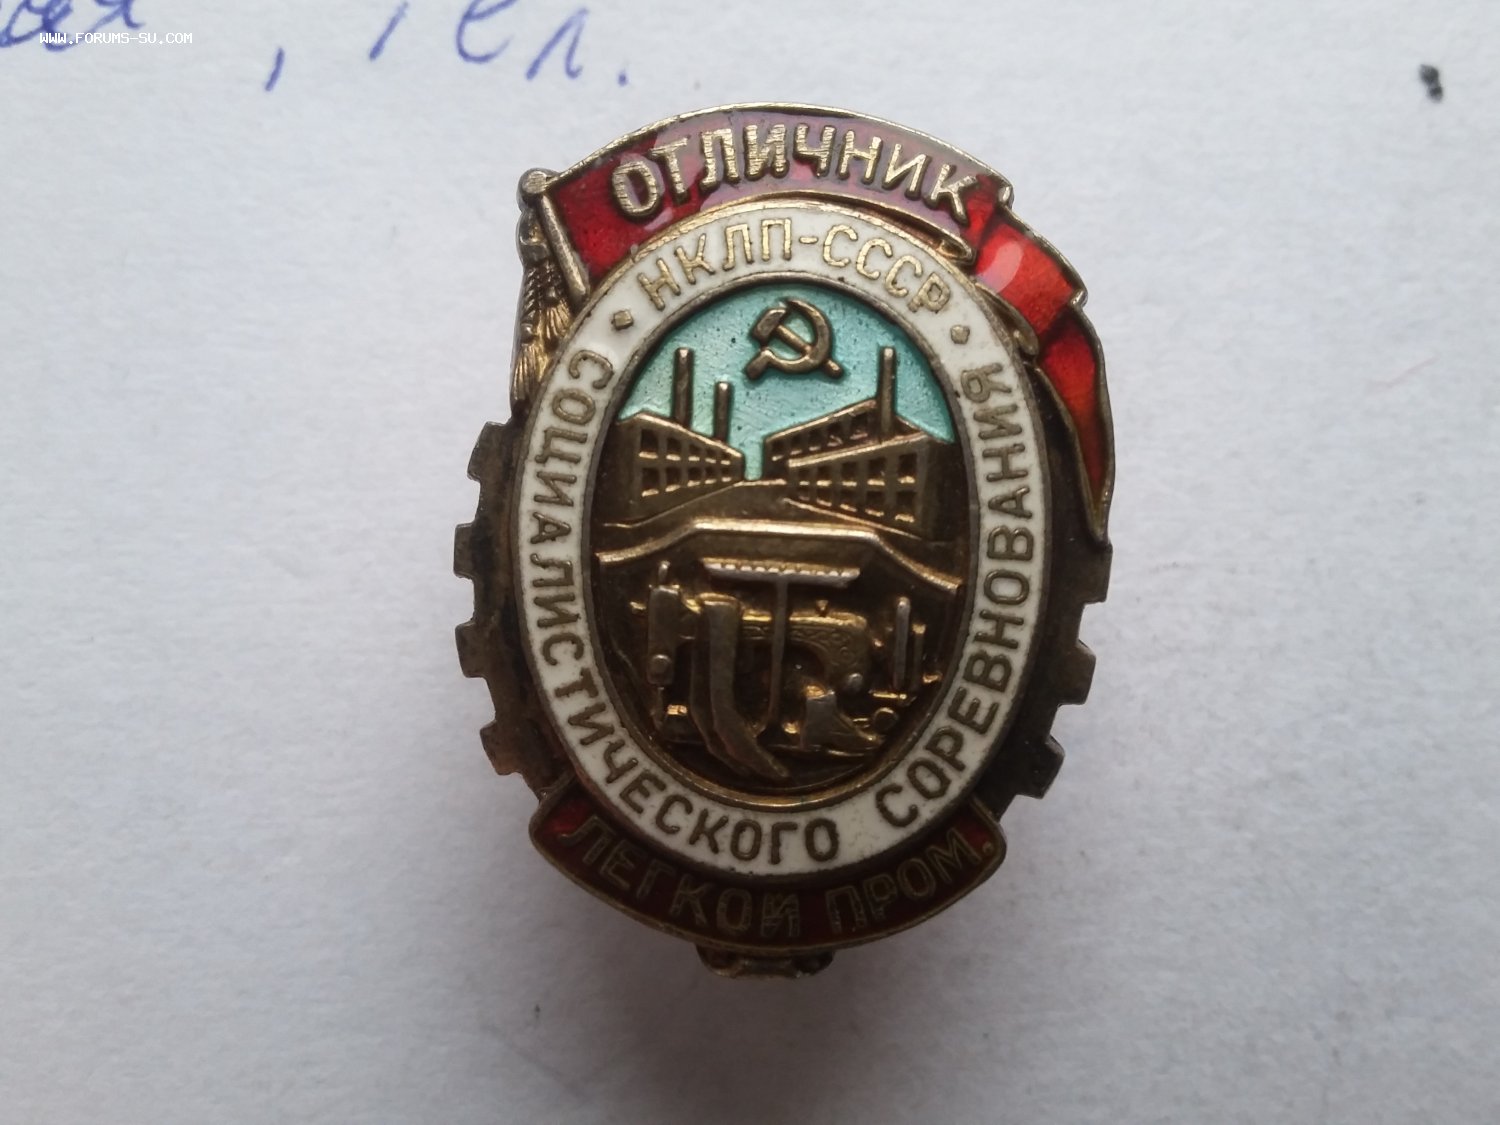 WWW.FORUMS-SU.COM
, тел.
ОТЛИЧНИК
НКЛП-СССР
СОЦИАЛИСТИЧЕСКОГО СОРЕВНОВАНИЯ
ЛЕГКОЙ ПРОМ.